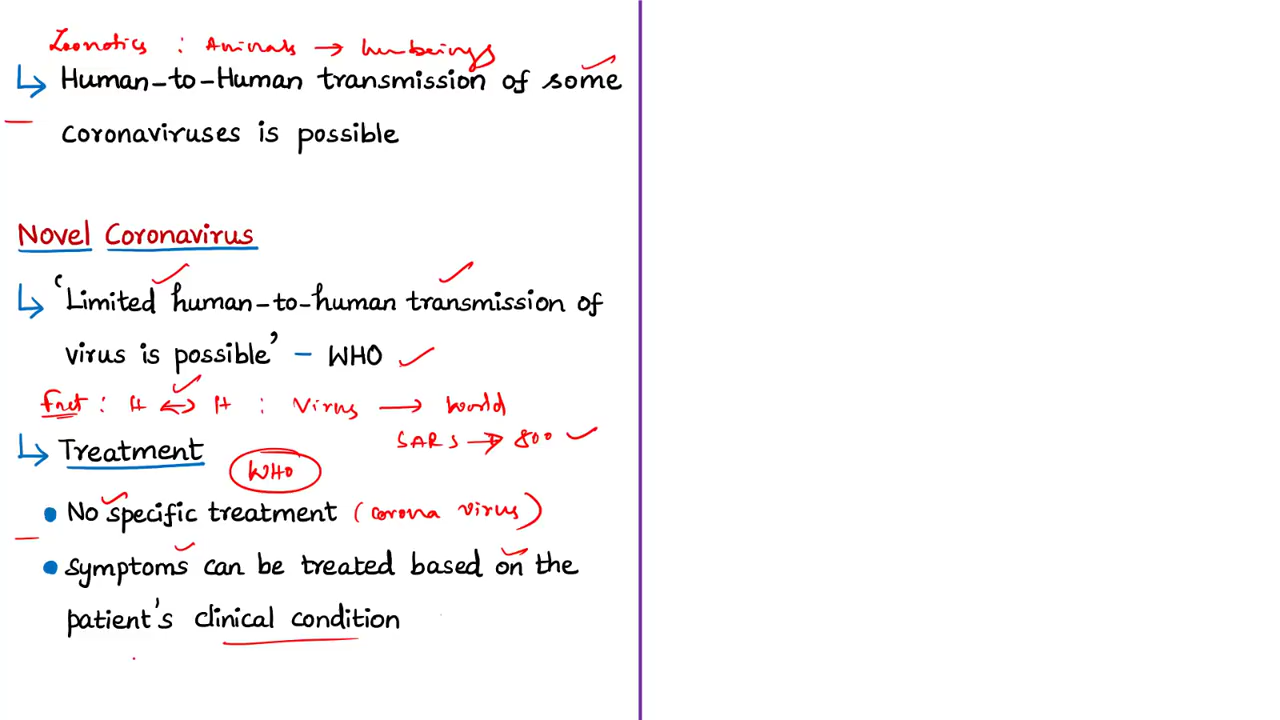 Zoonotics : Animals → humbeings
↳ Human-to-Human transmission of some
coronaviruses is possible
Novel Coronavirus
↳ 'Limited human-to-human transmission of
virus is possible' - WHO
Fact : H ↔ H : Virus → World
SARS → 800
↳ Treatment
WHO
• No specific treatment (corona virus)
• Symptoms can be treated based on the
patient's clinical condition